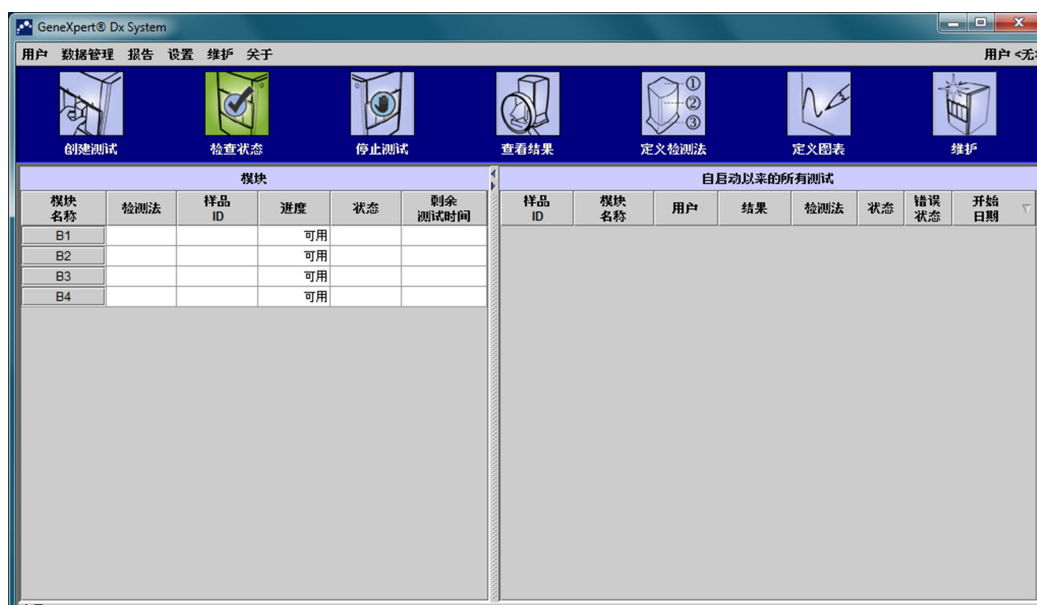 GeneXpert® Dx System
用户 数据管理 报告 设置 维护 关于 用户 <无>
① ② ③
创建测试 检查状态 停止测试 查看结果 定义检测法 定义图表 维护
模块 自启动以来的所有测试
模块名称 检测法 样品ID 进度 状态 剩余测试时间 样品ID 模块名称 用户 结果 检测法 状态 错误状态 开始日期
B1 可用
B2 可用
B3 可用
B4 可用